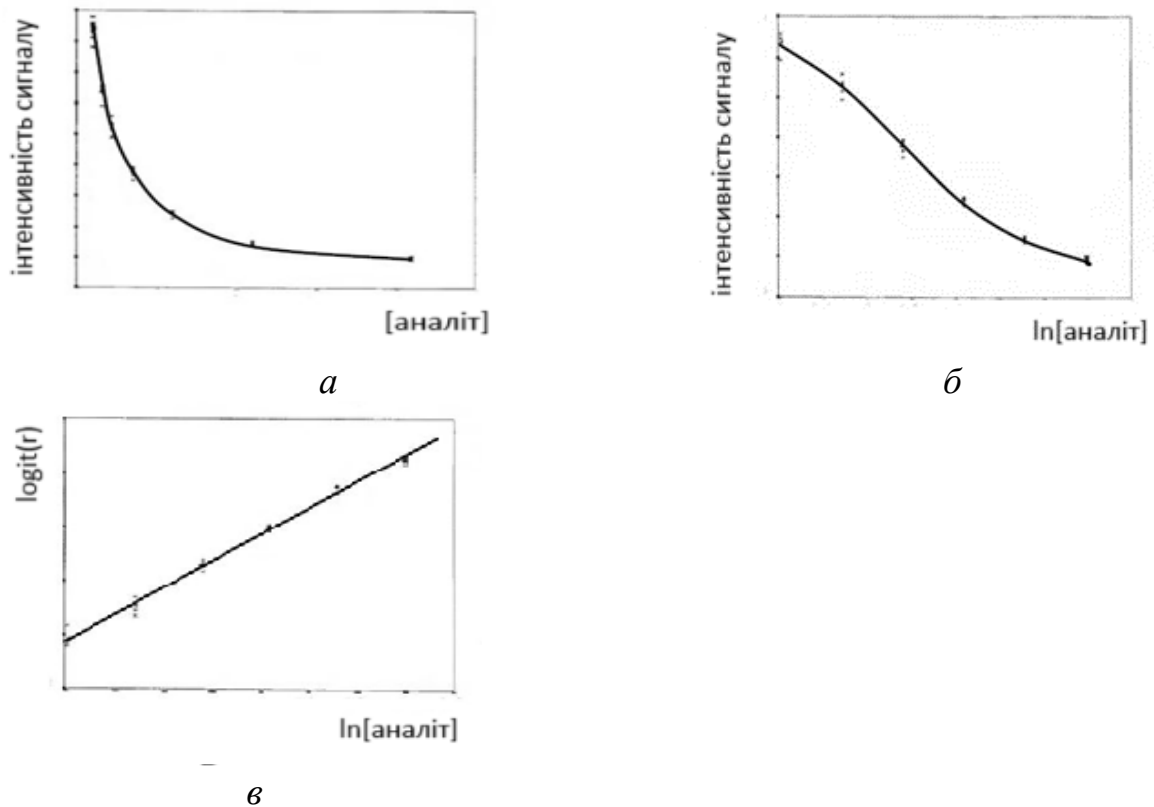 інтенсивність сигналу
[аналіт]
а
інтенсивність сигналу
ln[аналіт]
б
logit(r)
ln[аналіт]
в